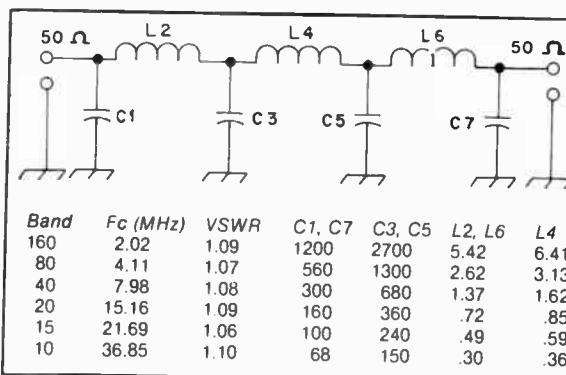 50 Ω L2 L4 L6 50 Ω
C1 C3 C5 C7
Band Fc (MHz) VSWR C1, C7 C3, C5 L2, L6 L4
160 2.02 1.09 1200 2700 5.42 6.41
80 4.11 1.07 560 1300 2.62 3.13
40 7.98 1.08 300 680 1.37 1.62
20 15.16 1.09 160 360 .72 .85
15 21.69 1.06 100 240 .49 .59
10 36.85 1.10 68 150 .30 .36